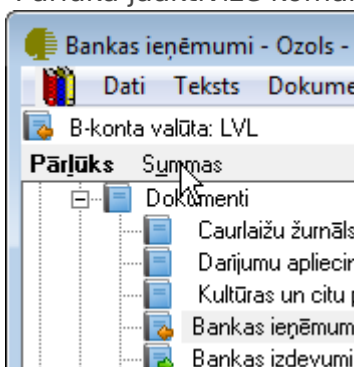 Bankas ieņēmumi - Ozols -
Dati Teksts Dokume
B-konta valūta: LVL
Pārlūks Summas
Dokumenti
Caurlaižu žurnāls
Darījumu apliecin
Kultūras un citu p
Bankas ieņēmum
Bankas izdevumi